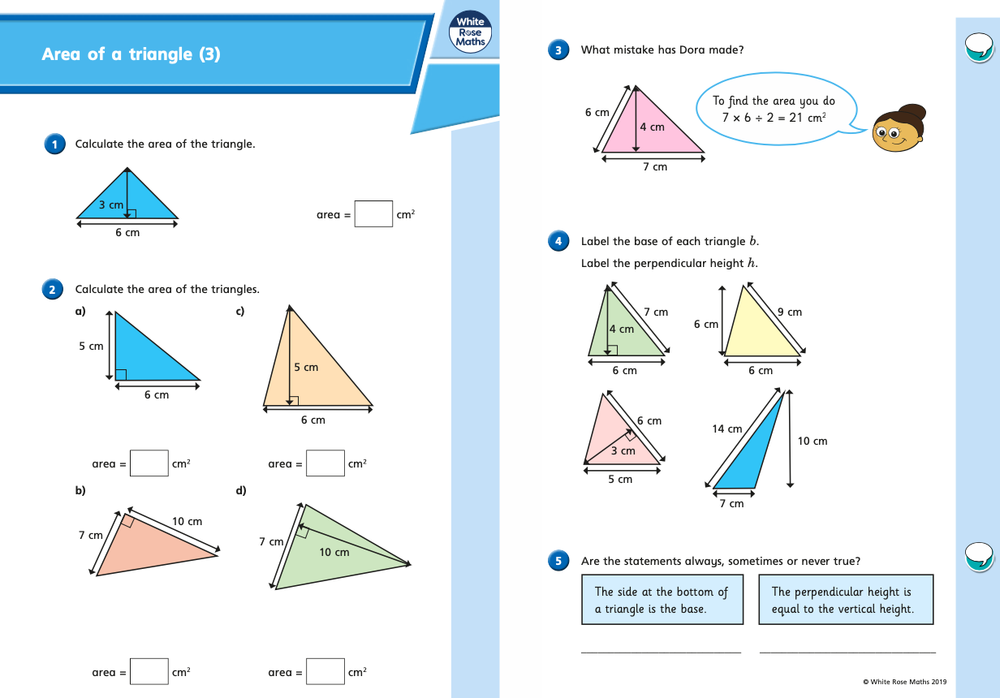 White
Rose
Maths
Area of a triangle (3)
1 Calculate the area of the triangle.
3 cm
6 cm
area = cm²
2 Calculate the area of the triangles.
a)
5 cm
6 cm
area = cm²
c)
5 cm
6 cm
area = cm²
b)
7 cm
10 cm
area = cm²
d)
7 cm
10 cm
area = cm²
3 What mistake has Dora made?
6 cm
4 cm
7 cm
To find the area you do
7 × 6 ÷ 2 = 21 cm²
4 Label the base of each triangle b.
Label the perpendicular height h.
7 cm
4 cm
6 cm
9 cm
6 cm
6 cm
6 cm
3 cm
5 cm
14 cm
10 cm
7 cm
5 Are the statements always, sometimes or never true?
The side at the bottom of
a triangle is the base.
The perpendicular height is
equal to the vertical height.
© White Rose Maths 2019